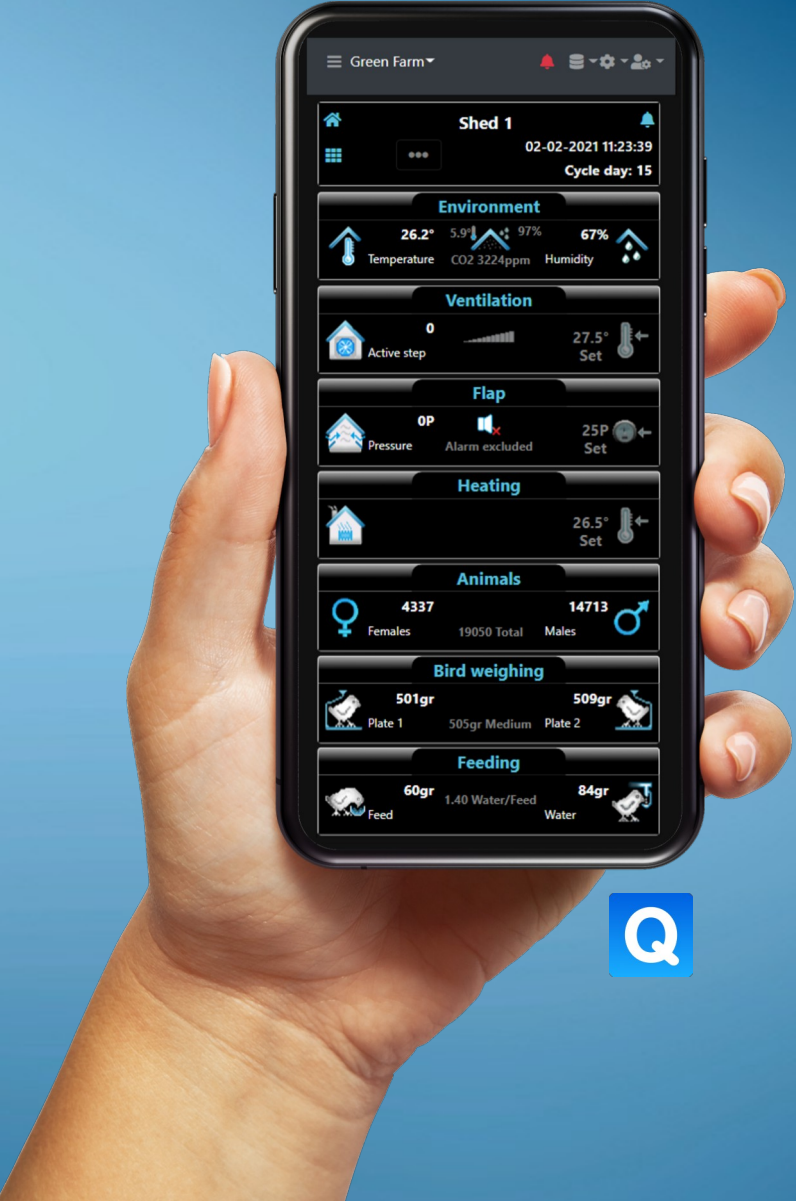 Green Farm
Shed 1
02-02-2021 11:23:39
Cycle day: 15
Environment
26.2° 5.9° 97% 67%
Temperature CO2 3224ppm Humidity
Ventilation
0
27.5°
Active step
Set
Flap
0P
25P
Pressure Alarm excluded
Set
Heating
26.5°
Set
Animals
4337 14713
Females 19050 Total Males
Bird weighing
501gr 509gr
Plate 1 505gr Medium Plate 2
Feeding
60gr 84gr
1.40 Water/Feed
Feed Water
Q